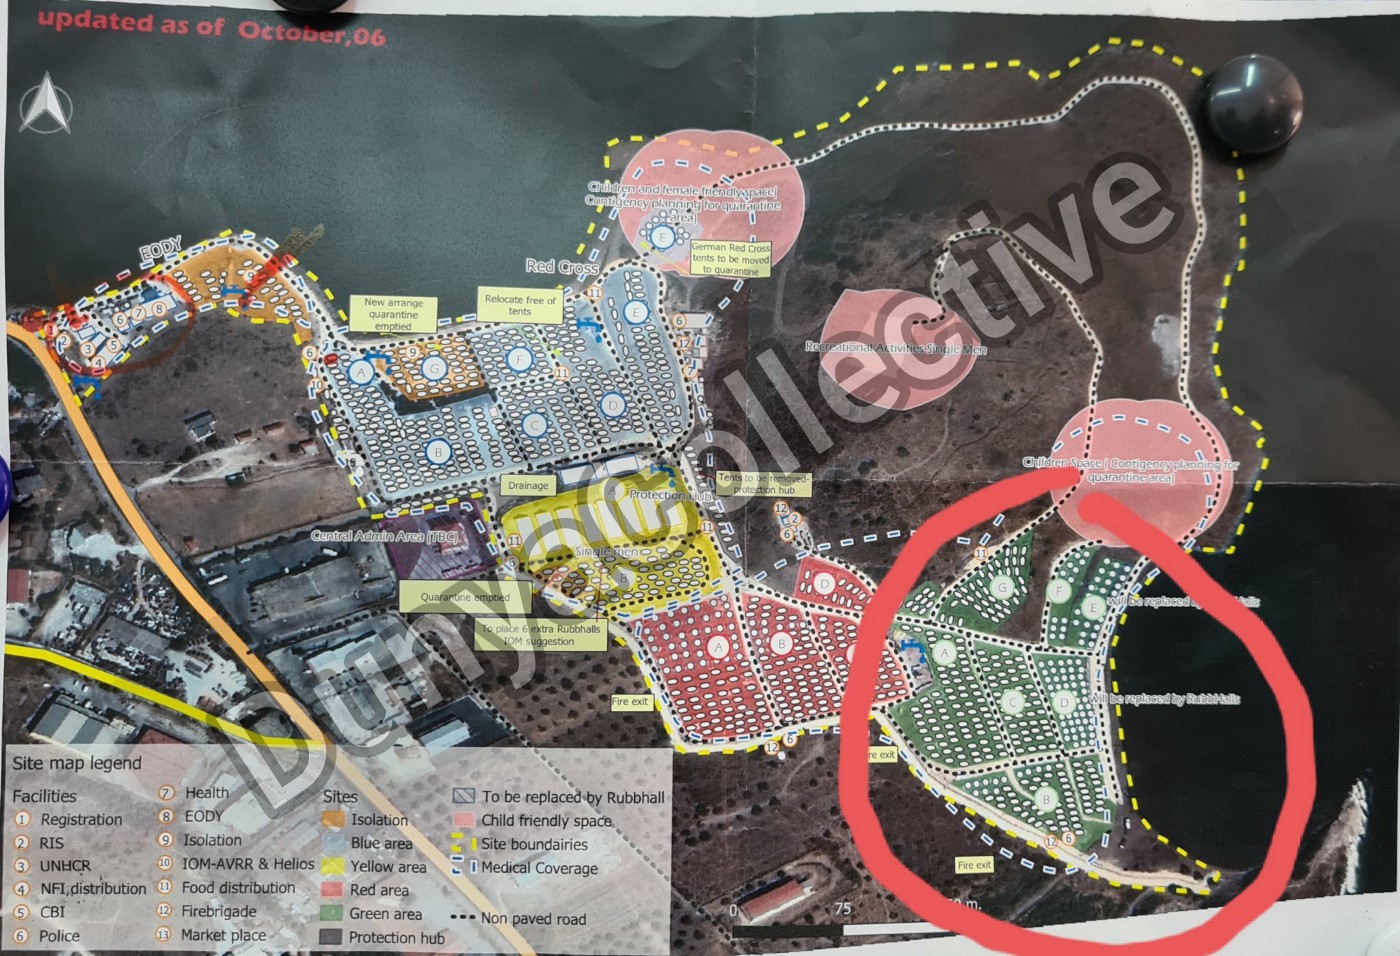 updated as of October,06
EODY
Red Cross
Children and female friendly space[
Contigency planning for quarantine
area]
E
German Red Cross
tents to be moved
to quarantine
New arrange
quarantine
emptied
Relocate free of
tents
A
G
F
E
B
C
D
Recreational Activities Single Men
Children Space [ Contigency planning for
quarantine area]
Drainage
A
Protection Hub
Tents to be removed-
protection hub
Central Admin Area (TBC)
Single men
B
Quarantine emptied
To place 6 extra Rubbhalls
IOM suggestion
Fire exit
A
B
D
G
F
E
will be replaced by
halls
A
C
D
will be replaced by RubbHalls
B
re exit
Fire exit
Dunya Collective
Site map legend
Facilities
1 Registration
2 RIS
3 UNHCR
4 NFI,distribution
5 CBI
6 Police
7 Health
8 EODY
9 Isolation
10 IOM-AVRR & Helios
11 Food distribution
12 Firebrigade
13 Market place
Sites
Isolation
Blue area
Yellow area
Red area
Green area
Protection hub
To be replaced by Rubbhall
Child friendly space
Site boundairies
Medical Coverage
Non paved road
0 75 m.